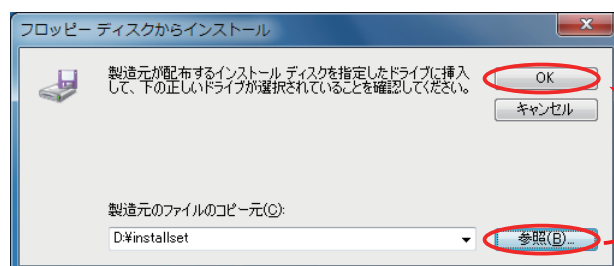 フロッピー ディスクからインストール
製造元が配布するインストール ディスクを指定したドライブに挿入
して、下の正しいドライブが選択されていることを確認してください。
OK
キャンセル
製造元のファイルのコピー元(C):
D:¥installset
参照(B)...